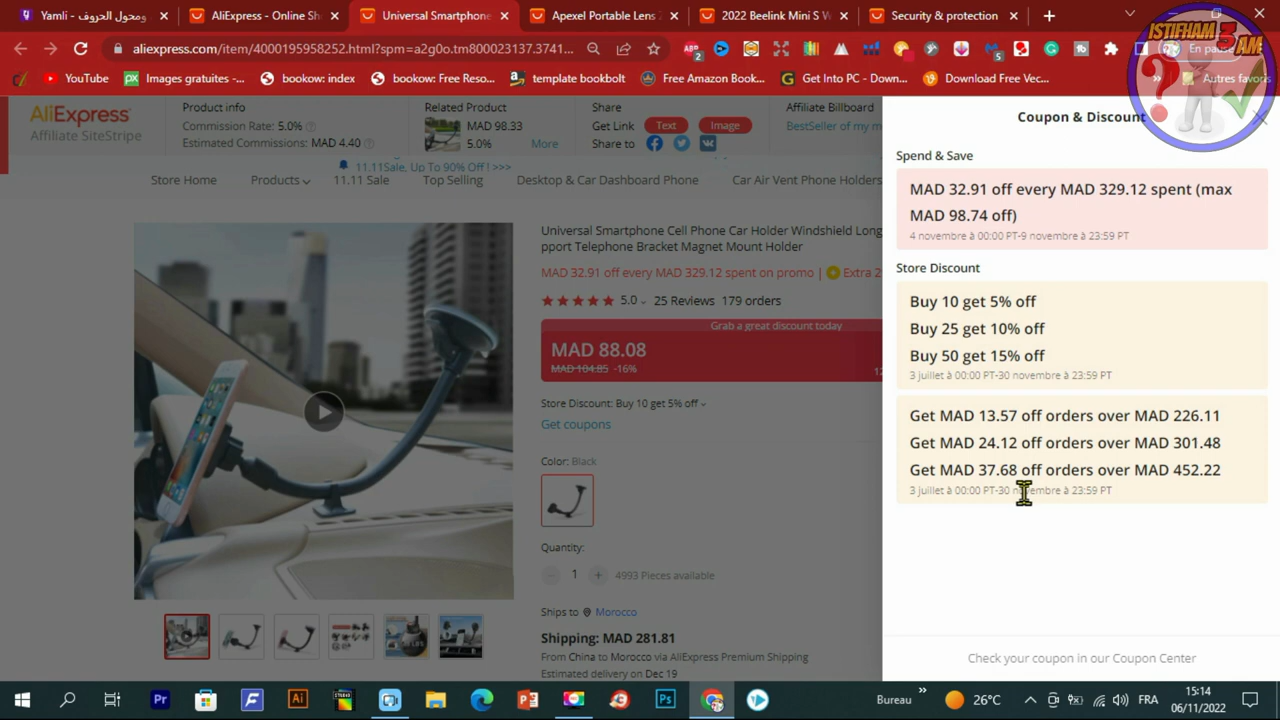 Yamli - ومحول الحروف
AliExpress - Online Sh
Universal Smartphone
Apexel Portable Lens
2022 Beelink Mini S W
Security & protection
ISTIFHAM 3AM
aliexpress.com/item/4000195958252.html?spm=a2g0o.tm800023137.3741...
En pause
YouTube
Images gratuites -...
bookow: index
bookow: Free Reso...
template bookbolt
Free Amazon Book...
Get Into PC - Down...
Download Free Vec...
»
Autres favoris
AliExpress
Affiliate SiteStripe
Product info
Commission Rate: 5.0%
Estimated Commissions: MAD 4.40
Related Product
MAD 98.33
5.0%
More
Share
Get Link
Text
Image
Share to
Affiliate Billboard
BestSeller of my m
11.11Sale, Up To 90% Off ! >>>
Store Home
Products
11.11 Sale
Top Selling
Desktop & Car Dashboard Phone
Car Air Vent Phone Holders
Universal Smartphone Cell Phone Car Holder Windshield Long
pport Telephone Bracket Magnet Mount Holder
MAD 32.91 off every MAD 329.12 spent on promo | Extra 2
5.0
25 Reviews
179 orders
Grab a great discount today
MAD 88.08
MAD 104.85 -16%
Store Discount: Buy 10 get 5% off
Get coupons
Color: Black
Quantity:
- 1 +
4993 Pieces available
Ships to Morocco
Shipping: MAD 281.81
From China to Morocco via AliExpress Premium Shipping
Estimated delivery on Dec 19
Coupon & Discount
Spend & Save
MAD 32.91 off every MAD 329.12 spent (max
MAD 98.74 off)
4 novembre à 00:00 PT-9 novembre à 23:59 PT
Store Discount
Buy 10 get 5% off
Buy 25 get 10% off
Buy 50 get 15% off
3 juillet à 00:00 PT-30 novembre à 23:59 PT
Get MAD 13.57 off orders over MAD 226.11
Get MAD 24.12 off orders over MAD 301.48
Get MAD 37.68 off orders over MAD 452.22
3 juillet à 00:00 PT-30 novembre à 23:59 PT
Check your coupon in our Coupon Center
Bureau
»
26°C
FRA
15:14
06/11/2022